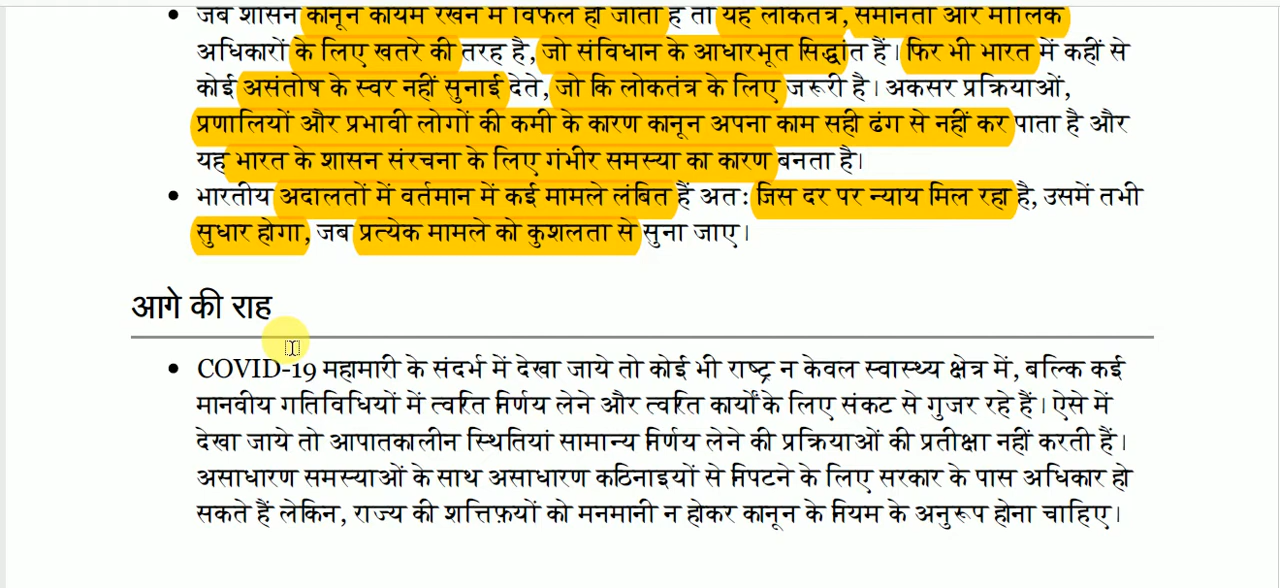 जब शासन कानून कायम रखने में विफल हो जाता है तो यह लोकतंत्र, समानता और मौलिक
अधिकारों के लिए खतरे की तरह है, जो संविधान के आधारभूत सिद्धांत हैं। फिर भी भारत में कहीं से
कोई असंतोष के स्वर नहीं सुनाई देते, जो कि लोकतंत्र के लिए जरूरी है। अकसर प्रक्रियाओं,
प्रणालियों और प्रभावी लोगों की कमी के कारण कानून अपना काम सही ढंग से नहीं कर पाता है और
यह भारत के शासन संरचना के लिए गंभीर समस्या का कारण बनता है।
भारतीय अदालतों में वर्तमान में कई मामले लंबित हैं अतः जिस दर पर न्याय मिल रहा है, उसमें तभी
सुधार होगा, जब प्रत्येक मामले को कुशलता से सुना जाए।
आगे की राह
COVID-19 महामारी के संदर्भ में देखा जाये तो कोई भी राष्ट्र न केवल स्वास्थ्य क्षेत्र में, बल्कि कई
मानवीय गतिविधियों में त्वरित निर्णय लेने और त्वरित कार्यों के लिए संकट से गुजर रहे हैं। ऐसे में
देखा जाये तो आपातकालीन स्थितियां सामान्य निर्णय लेने की प्रक्रियाओं की प्रतीक्षा नहीं करती हैं।
असाधारण समस्याओं के साथ असाधारण कठिनाइयों से निपटने के लिए सरकार के पास अधिकार हो
सकते हैं लेकिन, राज्य की शक्तिफ़यों को मनमानी न होकर कानून के नियम के अनुरूप होना चाहिए।